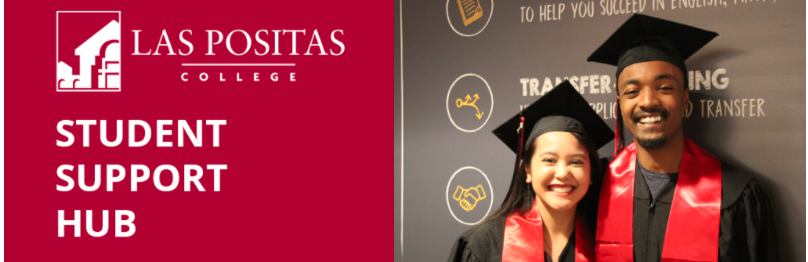 LAS POSITAS
COLLEGE
STUDENT
SUPPORT
HUB
TO HELP YOU SUCCEED IN ENGLISH,
TRANSFER
TRANSFER